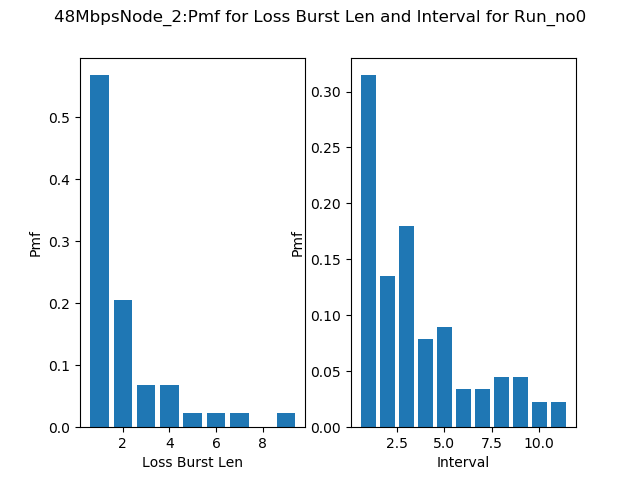 48MbpsNode_2:Pmf for Loss Burst Len and Interval for Run_no0
Pmf
0.5
0.4
0.3
0.2
0.1
0.0
2 4 6 8
Loss Burst Len
Pmf
0.30
0.25
0.20
0.15
0.10
0.05
0.00
2.5 5.0 7.5 10.0
Interval